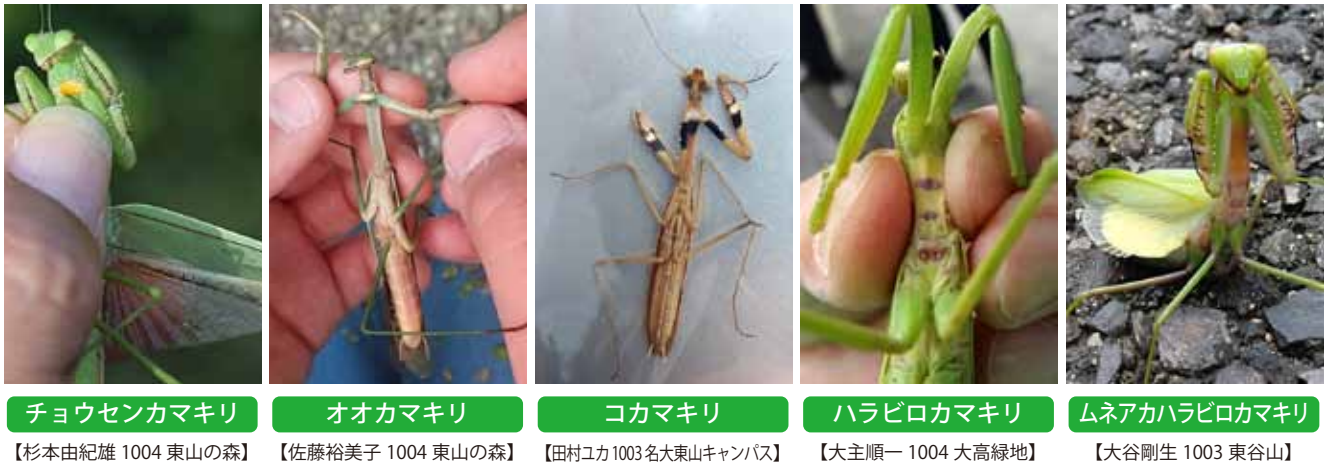 チョウセンカマキリ
オオカマキリ
コカマキリ
ハラビロカマキリ
ムネアカハラビロカマキリ
【杉本由紀雄 1004 東山の森】
【佐藤裕美子 1004 東山の森】
【田村ユカ 1003 名大東山キャンパス】
【大主順一 1004 大高緑地】
【大谷剛生 1003 東谷山】